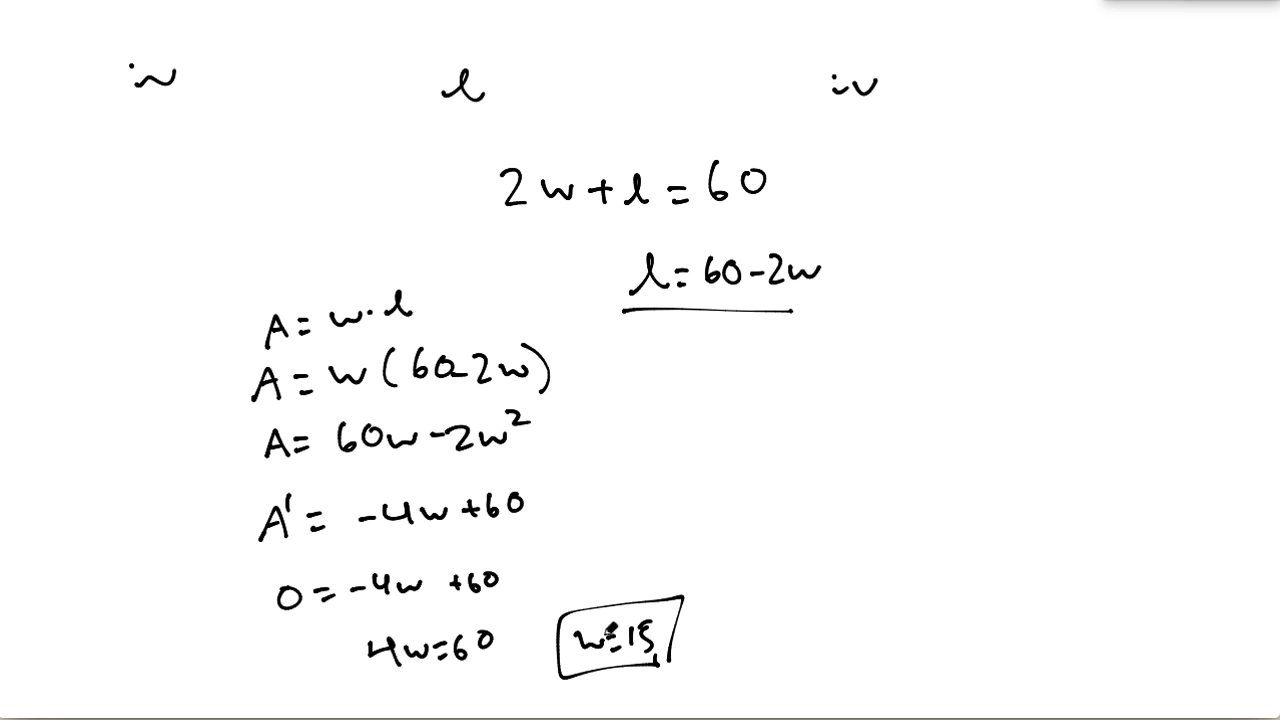 w l w
2w+l=60
l=60-2w
A=w·l
A=w(60-2w)
A=60w-2w²
A'=-4w+60
0=-4w+60
4w=60 w=15